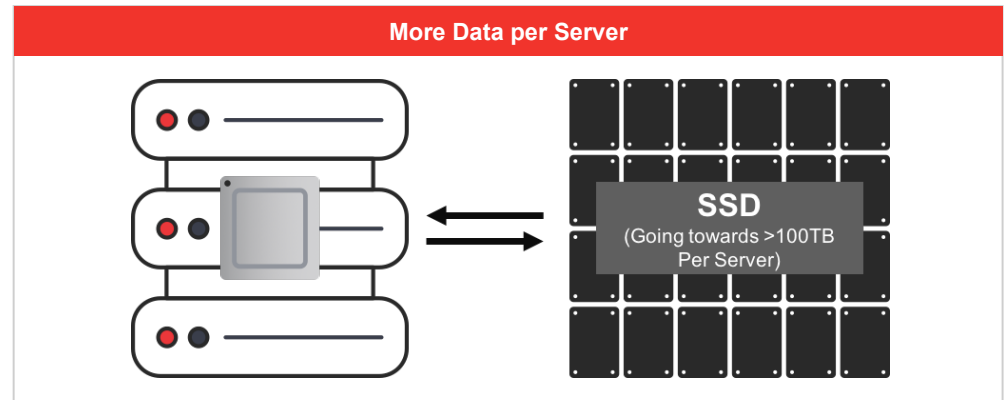 More Data per Server
SSD
(Going towards >100TB
Per Server)